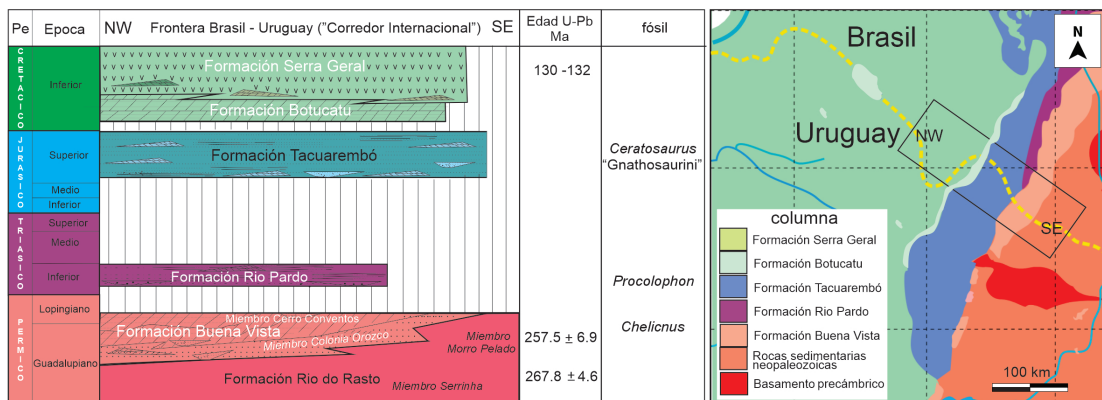 Pe Epoca NW Frontera Brasil - Uruguay ("Corredor Internacional") SE Edad U-Pb Ma fósil
CRETACICO
Inferior
Formación Serra Geral
130 -132
Formación Botucatu
JURASICO
Superior
Formación Tacuarembó
Ceratosaurus
“Gnathosaurini”
Medio
Inferior
TRIASICO
Superior
Medio
Inferior
Formación Rio Pardo
Procolophon
PERMICO
Lopingiano
Miembro Cerro Conventos
Formación Buena Vista
Miembro Colonia Orozco
Chelicnus
Miembro
Morro Pelado
257.5 ± 6.9
Guadalupiano
Formación Rio do Rasto
Miembro Serrinha
267.8 ± 4.6
Brasil
N
Uruguay
NW
SE
columna
Formación Serra Geral
Formación Botucatu
Formación Tacuarembó
Formación Rio Pardo
Formación Buena Vista
Rocas sedimentarias
neopaleozoicas
Basamento precámbrico
100 km